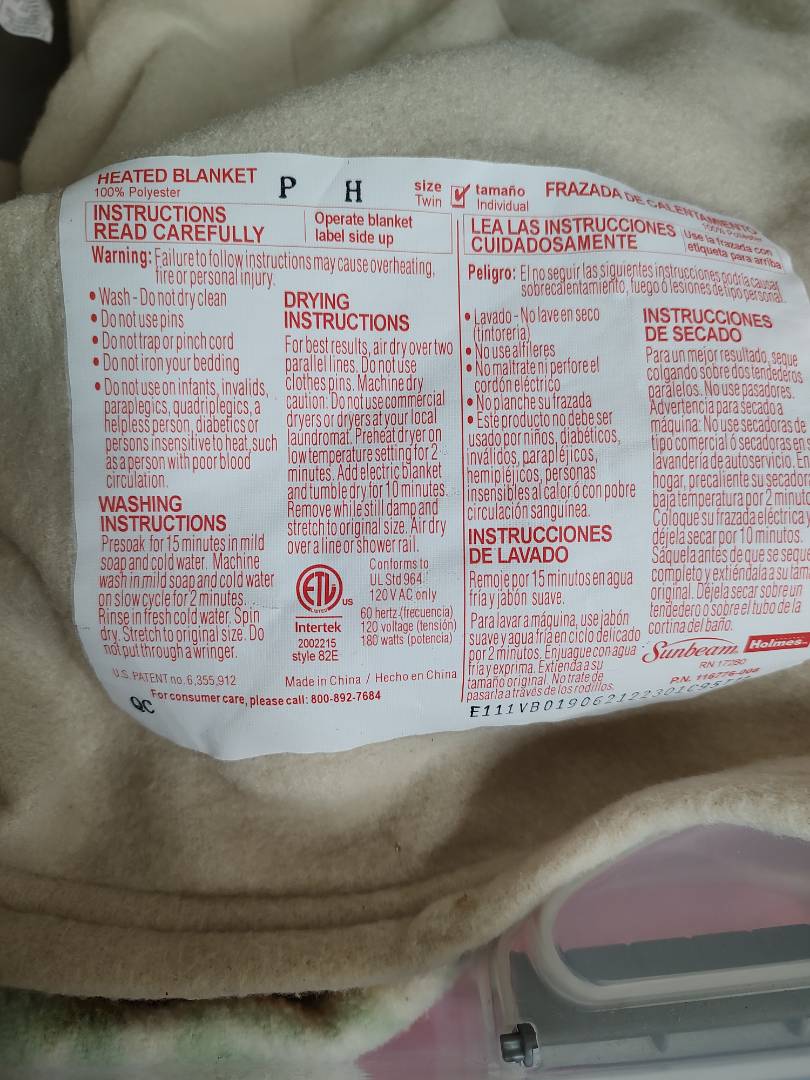 HEATED BLANKET
100% Polyester
P H
size
Twin
tamaño
Individual
FRAZADA DE CALENTAMIENTO
100% Poliester
INSTRUCTIONS
READ CAREFULLY
Operate blanket
label side up
LEA LAS INSTRUCCIONES
CUIDADOSAMENTE
Use la frazada con
etiqueta para arriba
Warning: Failure to follow instructions may cause overheating,
fire or personal injury.
• Wash - Do not dry clean
• Do not use pins
• Do not trap or pinch cord
• Do not iron your bedding
• Do not use on infants, invalids,
paraplegics, quadriplegics, a
helpless person, diabetics or
persons insensitive to heat, such
as a person with poor blood
circulation.
WASHING
INSTRUCTIONS
Presoak for 15 minutes in mild
soap and cold water. Machine
wash in mild soap and cold water
on slow cycle for 2 minutes.
Rinse in fresh cold water. Spin
dry. Stretch to original size. Do
not put through a wringer.
DRYING
INSTRUCTIONS
For best results, air dry over two
parallel lines. Do not use
clothes pins. Machine dry
caution: Do not use commercial
dryers or dryers at your local
laundromat. Preheat dryer on
low temperature setting for 2
minutes. Add electric blanket
and tumble dry for 10 minutes.
Remove while still damp and
stretch to original size. Air dry
over a line or shower rail.
ETL
LISTED
US
Intertek
2002215
style 82E
Conforms to
UL Std 964
120 V AC only
60 hertz (frecuencia)
120 voltage (tensión)
180 watts (potencia)
U.S. PATENT no. 6,355,912
Made in China / Hecho en China
For consumer care, please call: 800-892-7684
QC
Peligro: El no seguir las siguientes instrucciones podría causar
sobrecalentamiento, fuego ó lesiones de tipo personal.
• Lavado - No lave en seco
(tintorería)
• No use alfileres
• No maltrate ni perfore el
cordón eléctrico
• No planche su frazada
• Este producto no debe ser
usado por niños, diabéticos,
inválidos, parapléjicos,
hemipléjicos, personas
insensibles al calor ó con pobre
circulación sanguínea.
INSTRUCCIONES
DE LAVADO
Remoje por 15 minutos en agua
fría y jabón suave.
Para lavar a máquina, use jabón
suave y agua fría en ciclo delicado
por 2 minutos. Enjuague con agua
fría y exprima. Extienda a su
tamaño original. No trate de
pasarla a través de los rodillos.
INSTRUCCIONES
DE SECADO
Para un mejor resultado, seque
colgando sobre dos tendederos
paralelos. No use pasadores.
Advertencia para secado a
máquina: No use secadoras de
tipo comercial ó secadoras en
lavandería de autoservicio. En
hogar, precaliente su secadora
baja temperatura por 2 minut
Coloque su frazada eléctrica
déjela secar por 10 minutos.
Sáquela antes de que se seque
completo y extiéndala a su tam
original. Déjela secar sobre un
tendedero o sobre el tubo de la
cortina del baño.
Sunbeam
Holmes
RN 17280
P.N.
E111VB019062122301C95